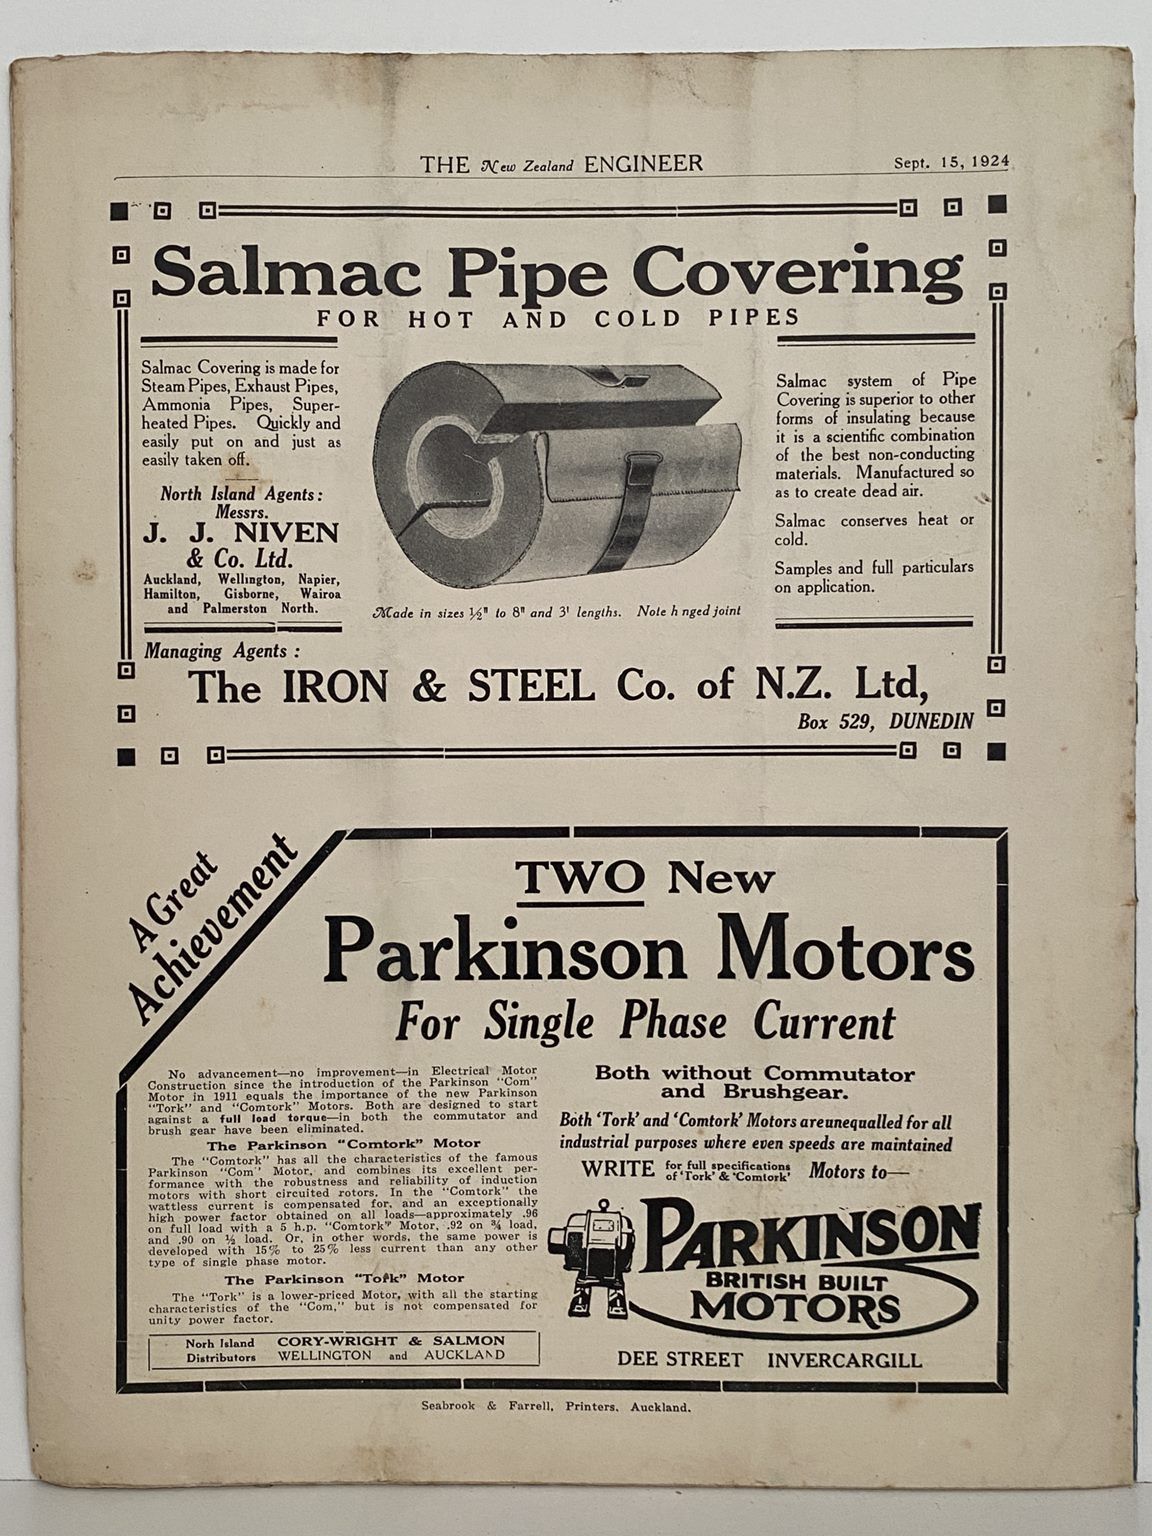 THE New Zealand ENGINEER
Sept. 15, 1924
Salmac Pipe Covering
FOR HOT AND COLD PIPES
Salmac Covering is made for
Steam Pipes, Exhaust Pipes,
Ammonia Pipes, Super-
heated Pipes. Quickly and
easily put on and just as
easily taken off.
North Island Agents:
Messrs.
J. J. NIVEN
& Co. Ltd.
Auckland, Wellington, Napier,
Hamilton, Gisborne, Wairoa
and Palmerston North.
Made in sizes ½" to 8" and 3' lengths. Note h nged joint
Salmac system of Pipe
Covering is superior to other
forms of insulating because
it is a scientific combination
of the best non-conducting
materials. Manufactured so
as to create dead air.
Salmac conserves heat or
cold.
Samples and full particulars
on application.
Managing Agents:
The IRON & STEEL Co. of N.Z. Ltd,
Box 529, DUNEDIN
A Great
Achievement
TWO New
Parkinson Motors
For Single Phase Current
No advancement—no improvement—in Electrical Motor
Construction since the introduction of the Parkinson "Com"
Motor in 1911 equals the importance of the new Parkinson
"Tork" and "Comtork" Motors. Both are designed to start
against a full load torque—in both the commutator and
brush gear have been eliminated.
The Parkinson "Comtork" Motor
The "Comtork" has all the characteristics of the famous
Parkinson "Com" Motor, and combines its excellent per-
formance with the robustness and reliability of induction
motors with short circuited rotors. In the "Comtork" the
wattless current is compensated for, and an exceptionally
high power factor obtained on all loads—approximately .96
on full load with a 5 h.p. "Comtork" Motor, .92 on ¾ load,
and .90 on ½ load. Or, in other words, the same power is
developed with 15% to 25% less current than any other
type of single phase motor.
The Parkinson "Tork" Motor
The "Tork" is a lower-priced Motor, with all the starting
characteristics of the "Com," but is not compensated for
unity power factor.
Norh Island CORY-WRIGHT & SALMON
Distributors WELLINGTON and AUCKLAND
Both without Commutator
and Brushgear.
Both 'Tork' and 'Comtork' Motors areunequalled for all
industrial purposes where even speeds are maintained
WRITE for full specifications of 'Tork' & 'Comtork' Motors to—
PARKINSON
BRITISH BUILT
MOTORS
DEE STREET INVERCARGILL
Seabrook & Farrell, Printers, Auckland.